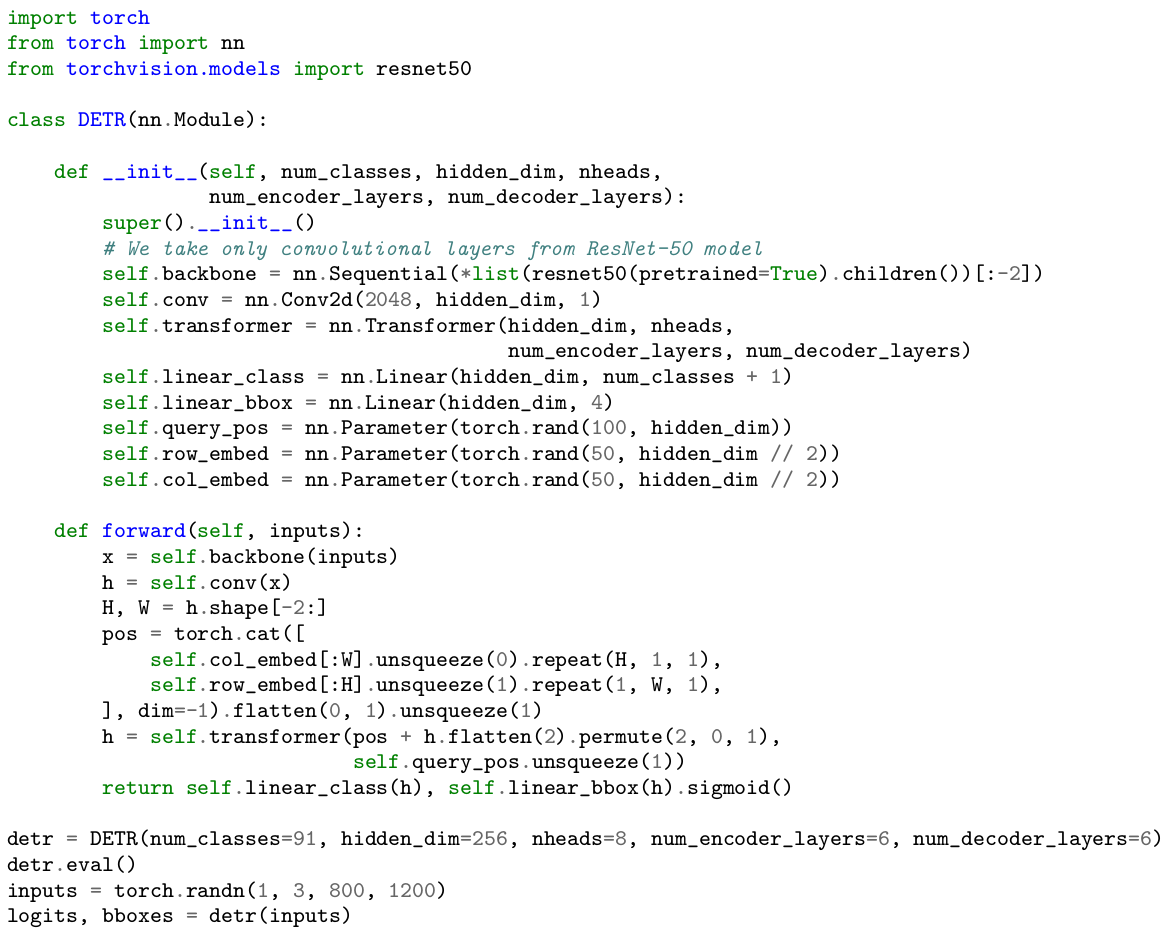 import torch
from torch import nn
from torchvision.models import resnet50

class DETR(nn.Module):

    def __init__(self, num_classes, hidden_dim, nheads,
                 num_encoder_layers, num_decoder_layers):
        super().__init__()
        # We take only convolutional layers from ResNet-50 model
        self.backbone = nn.Sequential(*list(resnet50(pretrained=True).children())[:-2])
        self.conv = nn.Conv2d(2048, hidden_dim, 1)
        self.transformer = nn.Transformer(hidden_dim, nheads,
                                          num_encoder_layers, num_decoder_layers)
        self.linear_class = nn.Linear(hidden_dim, num_classes + 1)
        self.linear_bbox = nn.Linear(hidden_dim, 4)
        self.query_pos = nn.Parameter(torch.rand(100, hidden_dim))
        self.row_embed = nn.Parameter(torch.rand(50, hidden_dim // 2))
        self.col_embed = nn.Parameter(torch.rand(50, hidden_dim // 2))

    def forward(self, inputs):
        x = self.backbone(inputs)
        h = self.conv(x)
        H, W = h.shape[-2:]
        pos = torch.cat([
            self.col_embed[:W].unsqueeze(0).repeat(H, 1, 1),
            self.row_embed[:H].unsqueeze(1).repeat(1, W, 1),
        ], dim=-1).flatten(0, 1).unsqueeze(1)
        h = self.transformer(pos + h.flatten(2).permute(2, 0, 1),
                             self.query_pos.unsqueeze(1))
        return self.linear_class(h), self.linear_bbox(h).sigmoid()

detr = DETR(num_classes=91, hidden_dim=256, nheads=8, num_encoder_layers=6, num_decoder_layers=6)
detr.eval()
inputs = torch.randn(1, 3, 800, 1200)
logits, bboxes = detr(inputs)